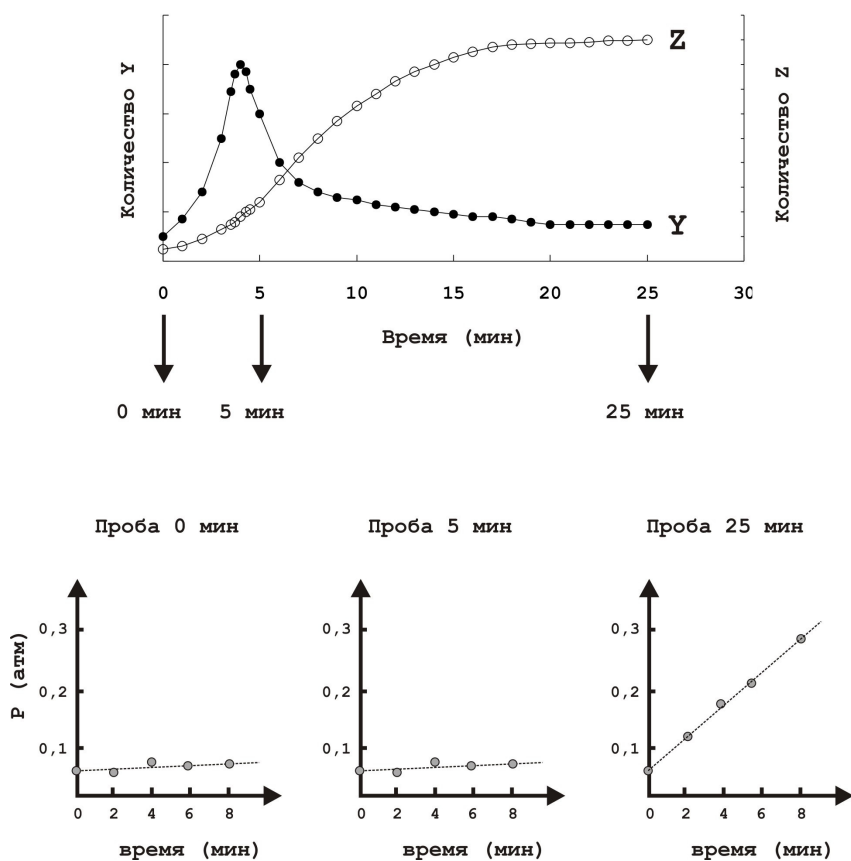 Количество Y
Количество Z
Z
Y
0 5 10 15 20 25 30
Время (мин)
0 мин 5 мин 25 мин
Проба 0 мин Проба 5 мин Проба 25 мин
P (атм)
0,3 0,3 0,3
0,2 0,2 0,2
0,1 0,1 0,1
0 2 4 6 8 0 2 4 6 8 0 2 4 6 8
время (мин) время (мин) время (мин)